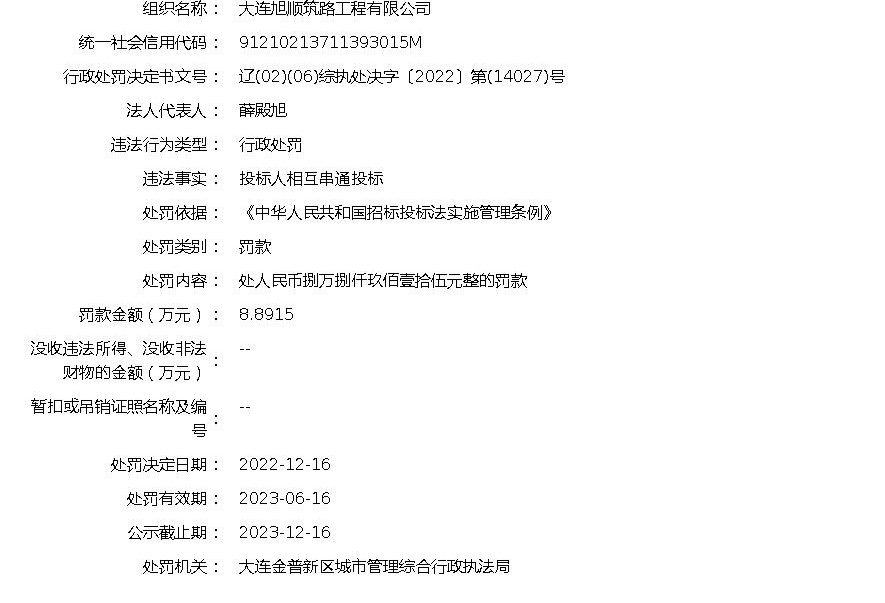 组织名称： 大连旭顺筑路工程有限公司
统一社会信用代码： 91210213711393015M
行政处罚决定书文号： 辽(02)(06)综执处决字〔2022〕第(14027)号
法人代表人： 薛殿旭
违法行为类型： 行政处罚
违法事实： 投标人相互串通投标
处罚依据： 《中华人民共和国招标投标法实施管理条例》
处罚类别： 罚款
处罚内容： 处人民币捌万捌仟玖佰壹拾伍元整的罚款
罚款金额（万元）： 8.8915
没收违法所得、没收非法 --
财物的金额（万元）：
暂扣或吊销证照名称及编 --
号：
处罚决定日期： 2022-12-16
处罚有效期： 2023-06-16
公示截止期： 2023-12-16
处罚机关： 大连金普新区城市管理综合行政执法局